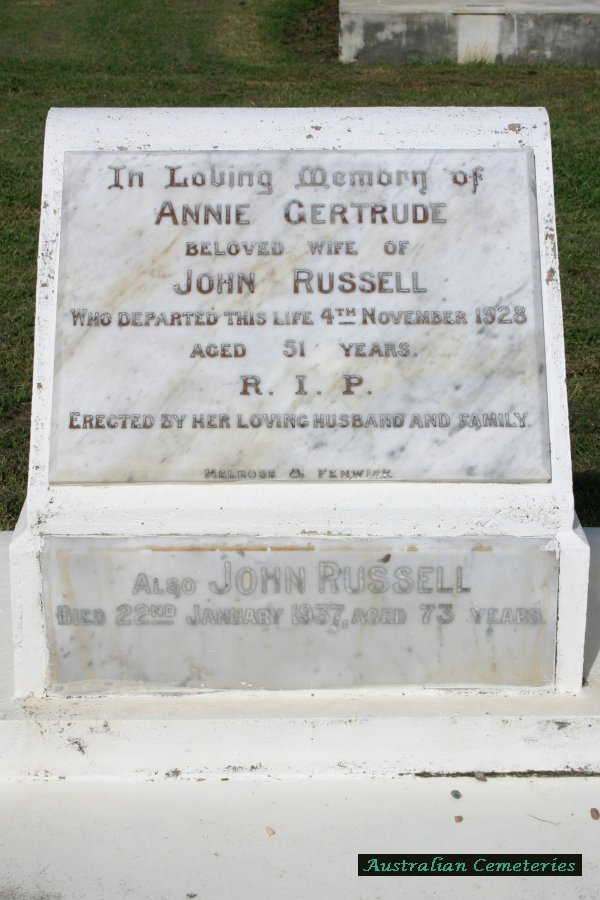 In Loving Memory of
ANNIE GERTRUDE
BELOVED WIFE OF
JOHN RUSSELL
WHO DEPARTED THIS LIFE 4TH NOVEMBER 1928
AGED 51 YEARS.
R. I. P.
ERECTED BY HER LOVING HUSBAND AND FAMILY
MELROSE & FENWICK
ALSO JOHN RUSSELL
DIED 22ND JANUARY 1937, AGED 73 YEARS.
Australian Cemeteries